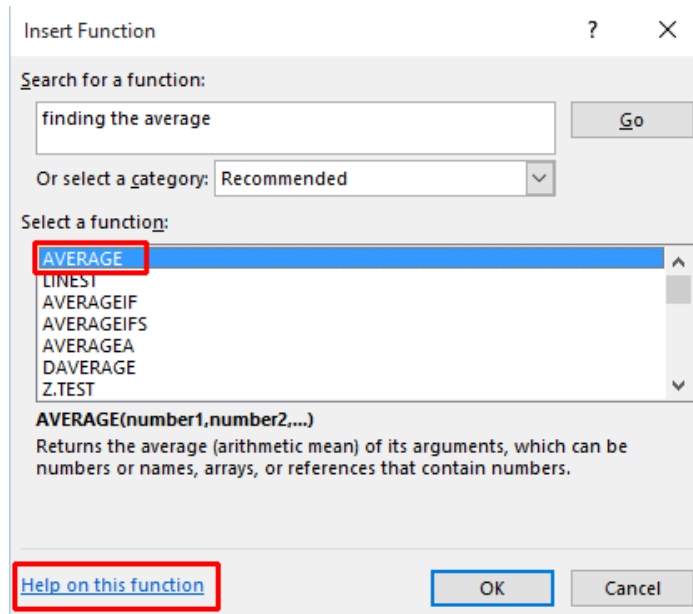 Insert Function ?
Search for a function:
finding the average
Go
Or select a category: Recommended
Select a function:
AVERAGE
LINEST
AVERAGEIF
AVERAGEIFS
AVERAGEA
DAVERAGE
Z.TEST
AVERAGE(number1,number2,...)
Returns the average (arithmetic mean) of its arguments, which can be
numbers or names, arrays, or references that contain numbers.
Help on this function
OK
Cancel